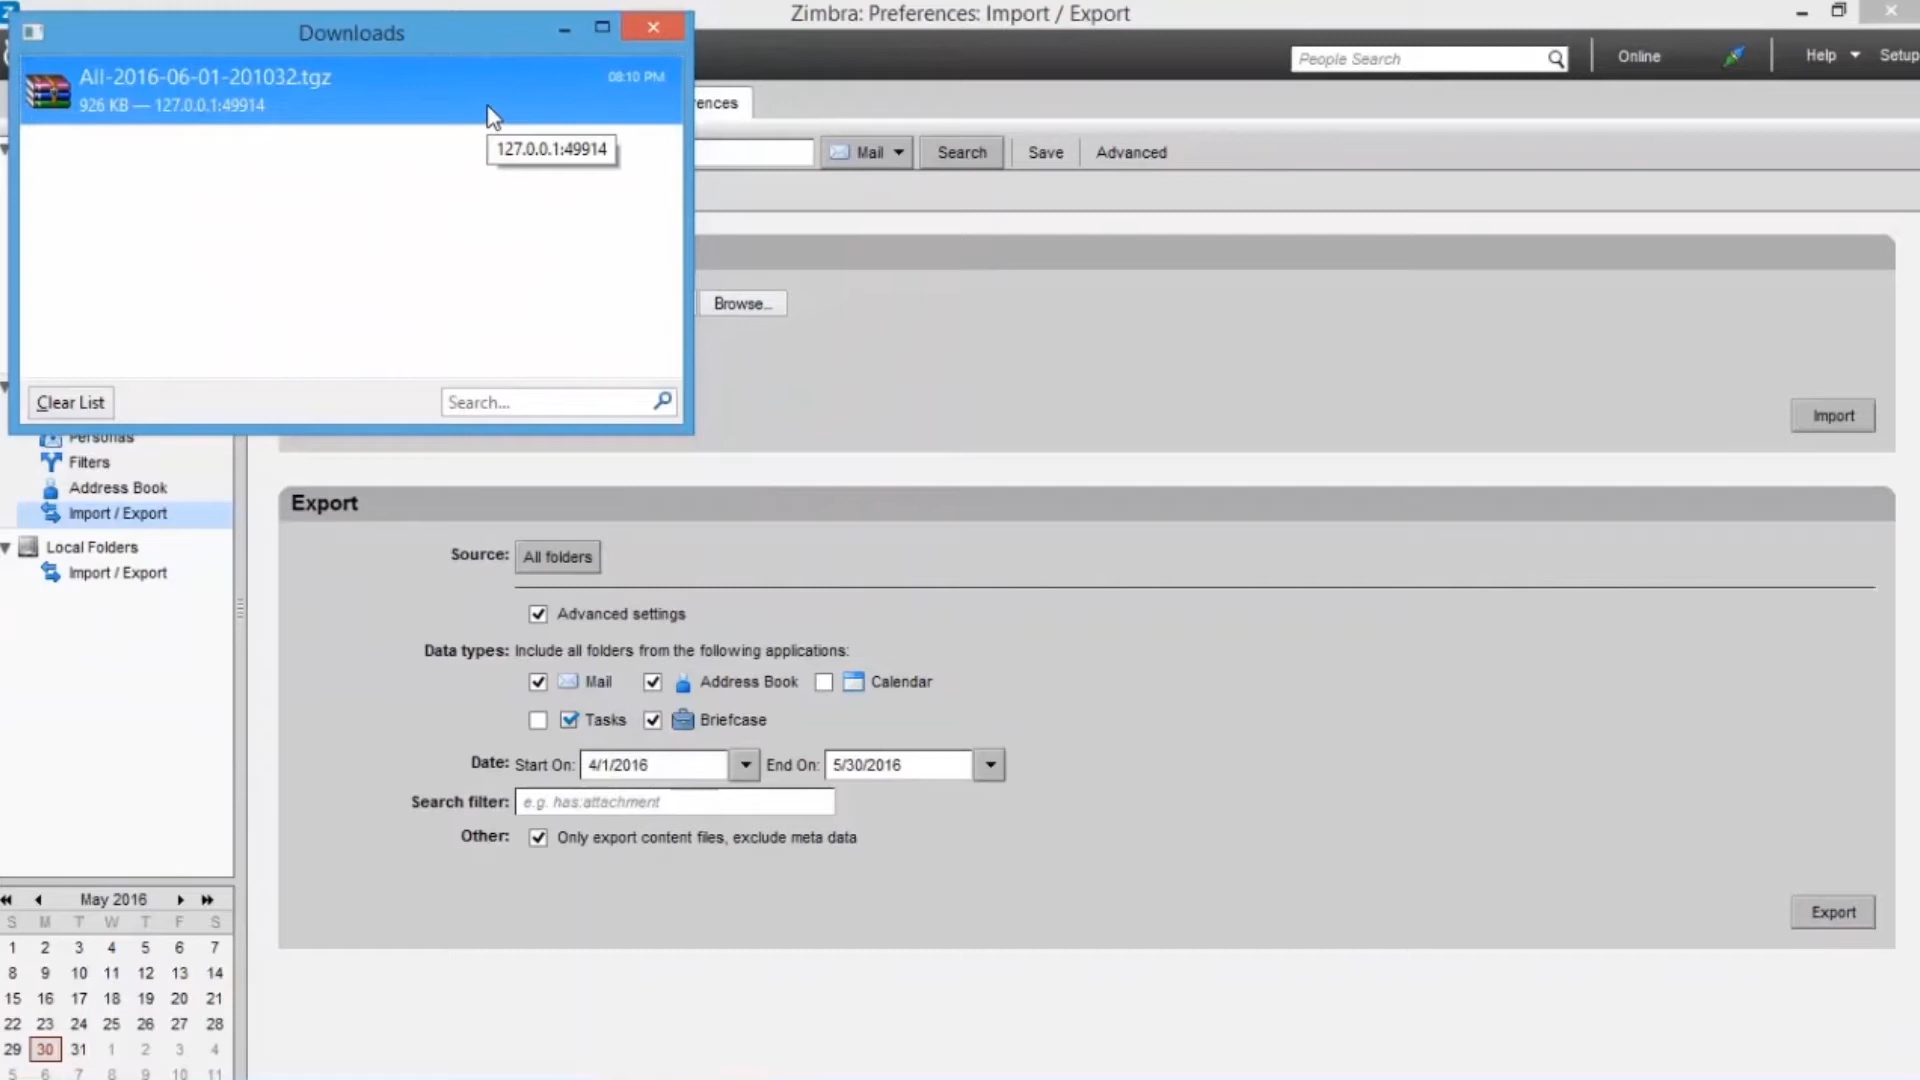 Zimbra: Preferences: Import / Export
Downloads
All-2016-06-01-201032.tgz
08:10 PM
926 KB — 127.0.0.1:49914
127.0.0.1:49914
Clear List
Search...
People Search
Online
Help
Setup
ences
Mail
Search
Save
Advanced
Browse...
Import
Personas
Filters
Address Book
Import / Export
Local Folders
Import / Export
Export
Source: All folders
Advanced settings
Data types: Include all folders from the following applications:
Mail Address Book Calendar
Tasks Briefcase
Date: Start On: 4/1/2016 End On: 5/30/2016
Search filter: e.g. has:attachment
Other: Only export content files, exclude meta data
Export
May 2016
S M T W T F S
1 2 3 4 5 6 7
8 9 10 11 12 13 14
15 16 17 18 19 20 21
22 23 24 25 26 27 28
29 30 31 1 2 3 4
5 6 7 8 9 10 11